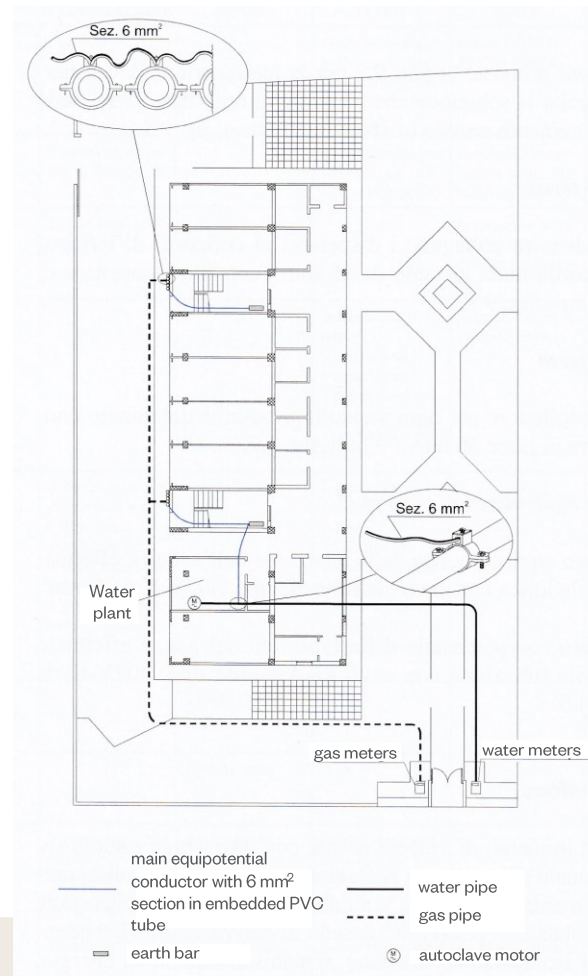 Sez. 6 mm²
Sez. 6 mm²
Water
plant
M
gas meters
water meters
main equipotential
conductor with 6 mm²
section in embedded PVC
tube
water pipe
gas pipe
earth bar
M
autoclave motor